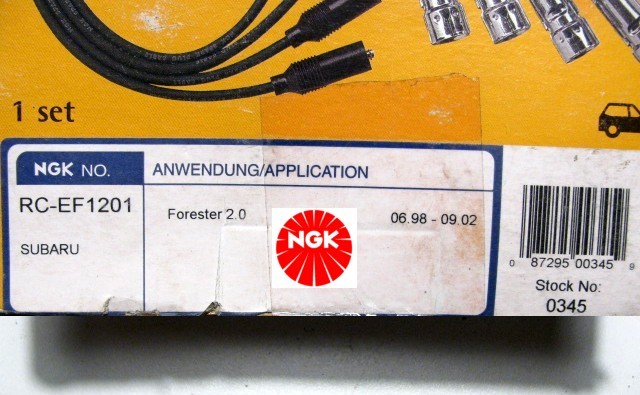 1 set
NGK NO.
ANWENDUNG/APPLICATION
RC-EF1201
SUBARU
Forester 2.0
06.98 - 09.02
NGK
0 87295 00345 9
Stock No:
0345